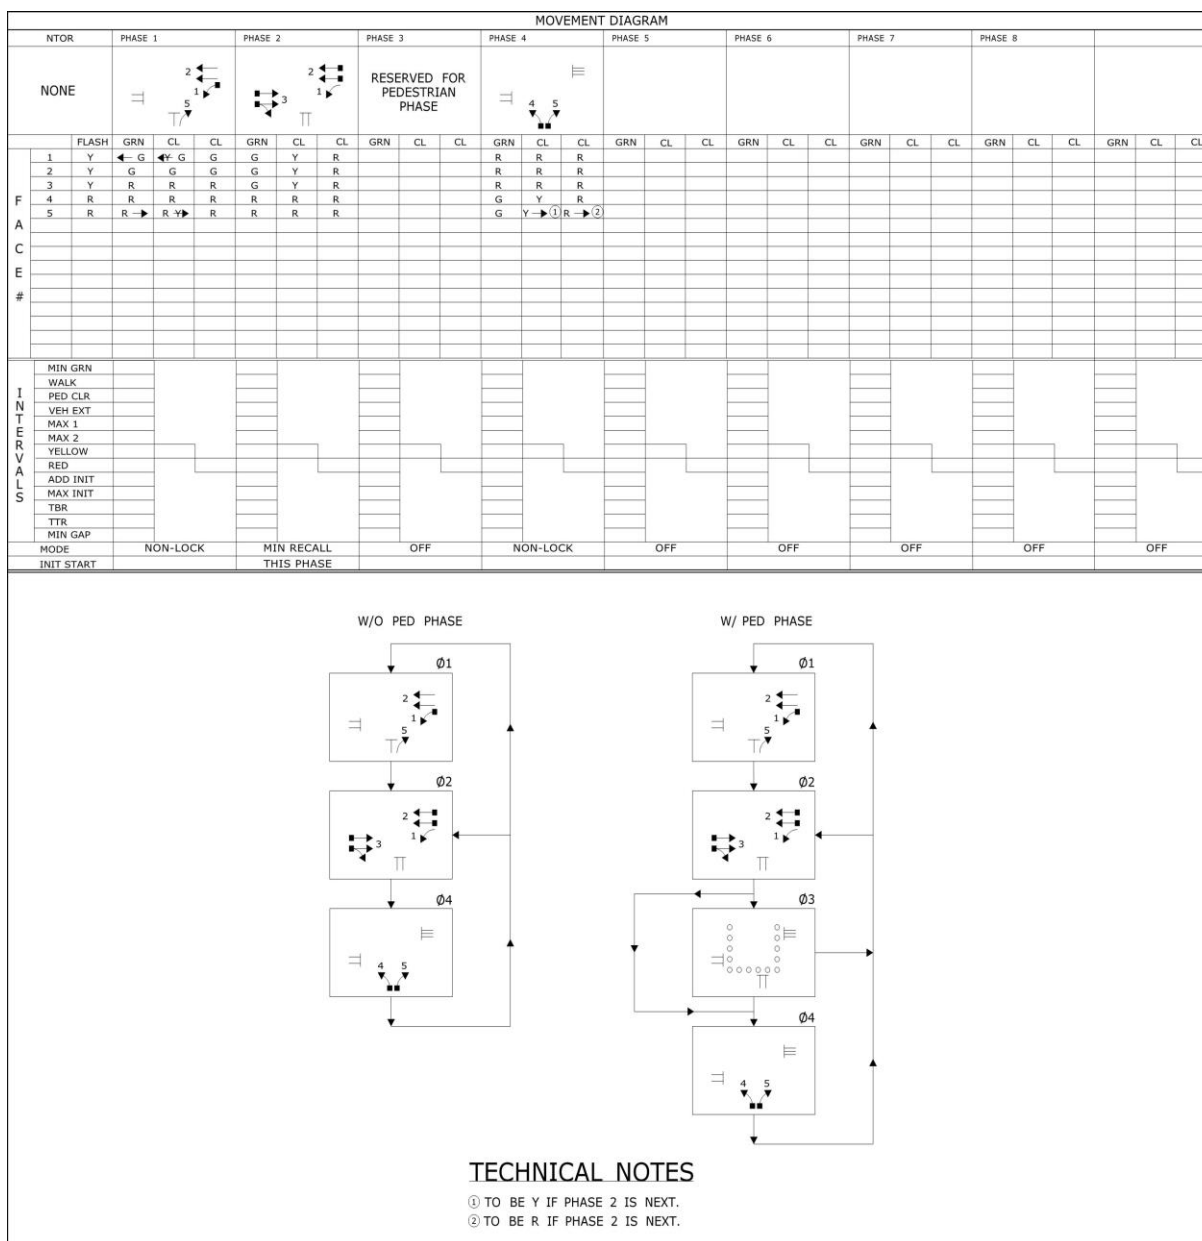 MOVEMENT DIAGRAM
NTOR PHASE 1 PHASE 2 PHASE 3 PHASE 4 PHASE 5 PHASE 6 PHASE 7 PHASE 8
NONE 2 1 5 2 1 3 RESERVED FOR PEDESTRIAN PHASE 4 5
FLASH GRN CL CL GRN CL CL GRN CL CL GRN CL CL GRN CL CL GRN CL CL GRN CL CL GRN CL CL GRN CL CL
FACE #
1 Y ← G ←Y G G G Y R R R R
2 Y G G G G Y R R R R
3 Y R R R G Y R R R R
4 R R R R R R R G Y R
5 R R → R Y→ R R R R G Y → ① R → ②
INTERVALS
MIN GRN
WALK
PED CLR
VEH EXT
MAX 1
MAX 2
YELLOW
RED
ADD INIT
MAX INIT
TBR
TTR
MIN GAP
MODE NON-LOCK MIN RECALL OFF NON-LOCK OFF OFF OFF OFF OFF
INIT START THIS PHASE
W/O PED PHASE
Ø1
2
1
5
Ø2
2
1
3
Ø4
4 5
W/ PED PHASE
Ø1
2
1
5
Ø2
2
1
3
Ø3
Ø4
4 5
TECHNICAL NOTES
① TO BE Y IF PHASE 2 IS NEXT.
② TO BE R IF PHASE 2 IS NEXT.